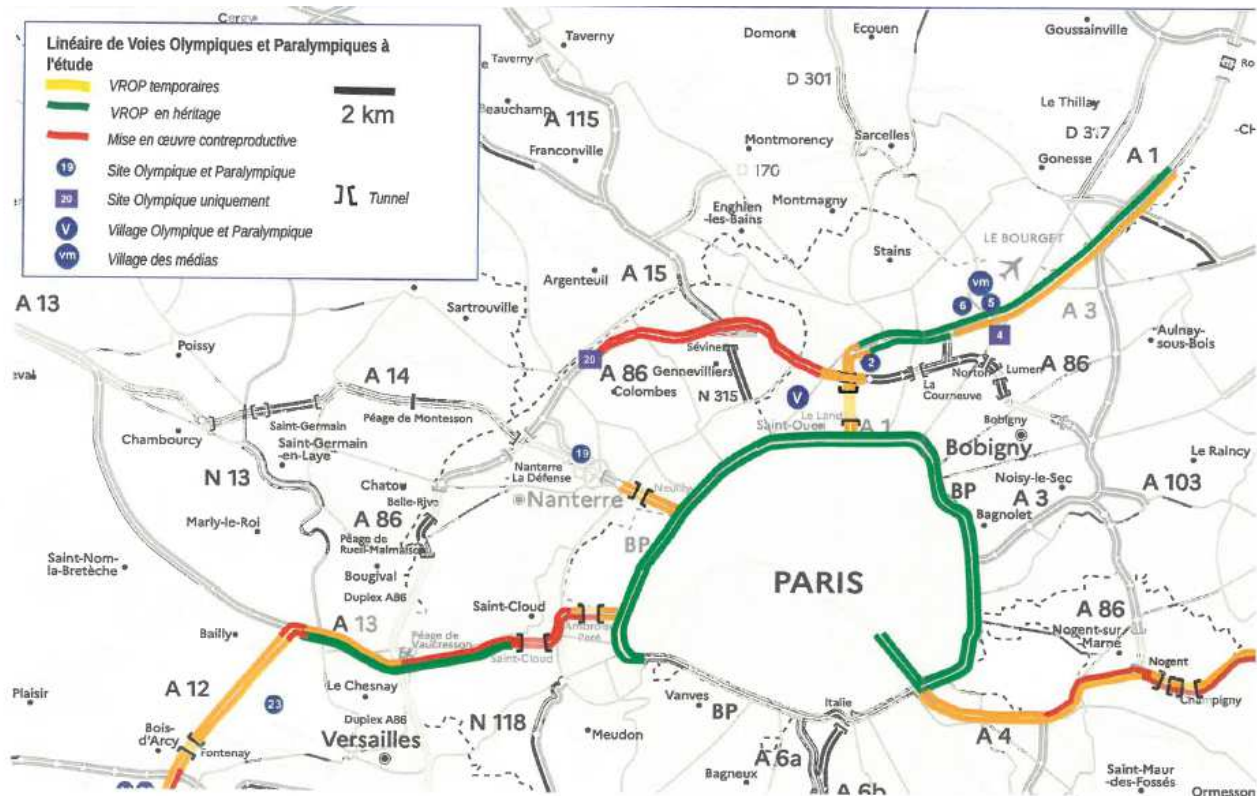 Linéaire de Voies Olympiques et Paralympiques à
l'étude
VROP temporaires
VROP en héritage
Mise en œuvre contreproductive
2 km
19 Site Olympique et Paralympique
20 Site Olympique uniquement
Tunnel
V Village Olympique et Paralympique
vm Village des médias
Taverny
Domont
Ecouen
Goussainville
Taverny
D 301
Beauchamp
A 115
Le Thillay
Montmorency
Sarcelles
D 317
Franconville
Gonesse
A 1
Enghien
-les-Bains
Montmagny
Stains
LE BOURGET
A 15
Argenteuil
vm
6
5
A 3
A 13
Sartrouville
4
Aulnay
-sous-Bois
Poissy
20
2
Norton
Lumen
A 86
Gennevilliers
A 14
A 86
Colombes
N 315
V
La
Courneuve
Péage de Montesson
Saint-Germain
Le Land
Saint-Ouen
A 1
Bobigny
Chambourcy
Saint-Germain
-en-Laye
19
Bobigny
Le Raincy
N 13
Chatou
Nanterre
La Défense
Noisy-le-Sec
BP
A 3
A 103
Belle-Rive
Nanterre
Marly-le-Roi
A 86
Bagnolet
Péage de
Rueil-Malmaison
BP
Saint-Nom-
la-Bretèche
Bougival
PARIS
Duplex A86
Saint-Cloud
A 86
Bailly
A 13
Péage de
Vaucresson
Saint-Cloud
Ambroise
Paré
Nogent-sur
-Marne
Nogent
Champigny
Plaisir
A 12
Le Chesnay
23
Vanves
BP
Italie
Bois-
d'Arcy
Fontenay
Duplex A86
N 118
Meudon
A 4
Versailles
A 6a
Bagneux
A 6b
Saint-Maur
-des-Fossés
Ormesson